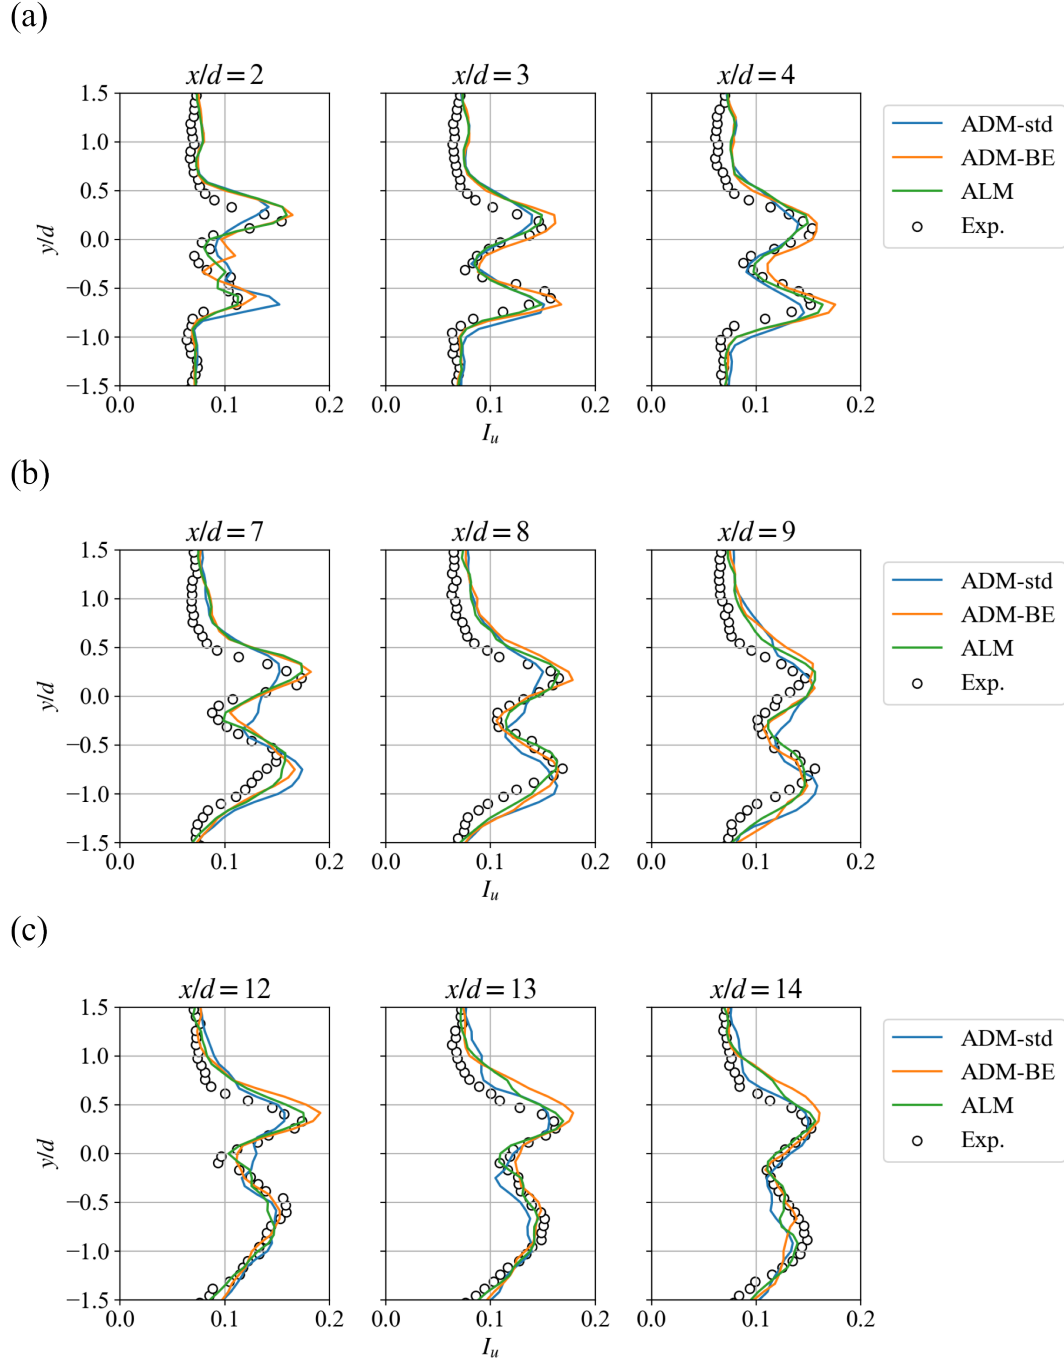 (a)
x/d = 2
x/d = 3
x/d = 4
1.5
1.0
0.5
0.0
−0.5
−1.0
−1.5
y/d
0.0 0.1 0.2
0.0 0.1 0.2
0.0 0.1 0.2
I_u
ADM-std
ADM-BE
ALM
Exp.
(b)
x/d = 7
x/d = 8
x/d = 9
1.5
1.0
0.5
0.0
−0.5
−1.0
−1.5
y/d
0.0 0.1 0.2
0.0 0.1 0.2
0.0 0.1 0.2
I_u
ADM-std
ADM-BE
ALM
Exp.
(c)
x/d = 12
x/d = 13
x/d = 14
1.5
1.0
0.5
0.0
−0.5
−1.0
−1.5
y/d
0.0 0.1 0.2
0.0 0.1 0.2
0.0 0.1 0.2
I_u
ADM-std
ADM-BE
ALM
Exp.